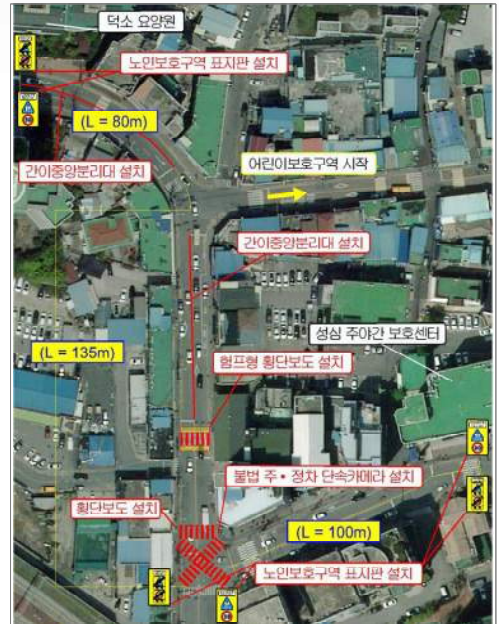 덕소 요양원
노인보호구역 표지판 설치
(L = 80m)
간이중앙분리대 설치
어린이보호구역 시작
간이중앙분리대 설치
성심 주야간 보호센터
(L = 135m)
험프형 횡단보도 설치
불법 주•정차 단속카메라 설치
횡단보도 설치
(L = 100m)
노인보호구역 표지판 설치